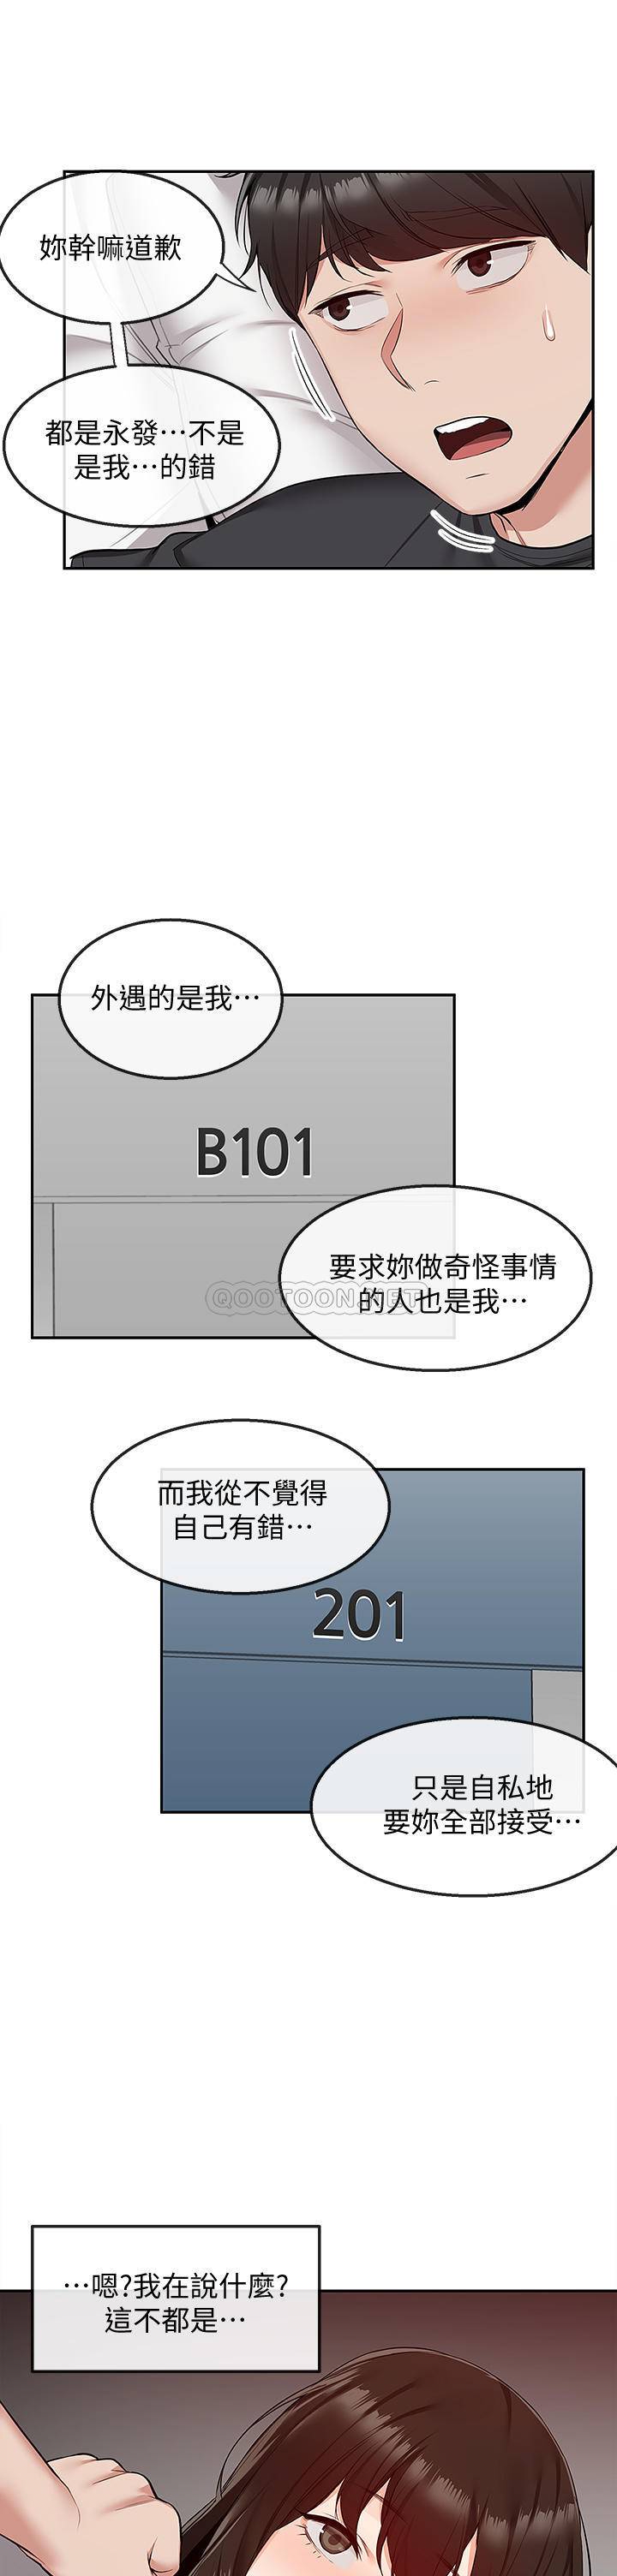 妳幹嘛道歉
都是永發…不是
是我…的錯
外遇的是我…
B101
要求妳做奇怪事情
的人也是我…
QOOTOON.NET
而我從不覺得
自己有錯…
201
只是自私地
要妳全部接受…
…嗯?我在說什麼?
這不都是…